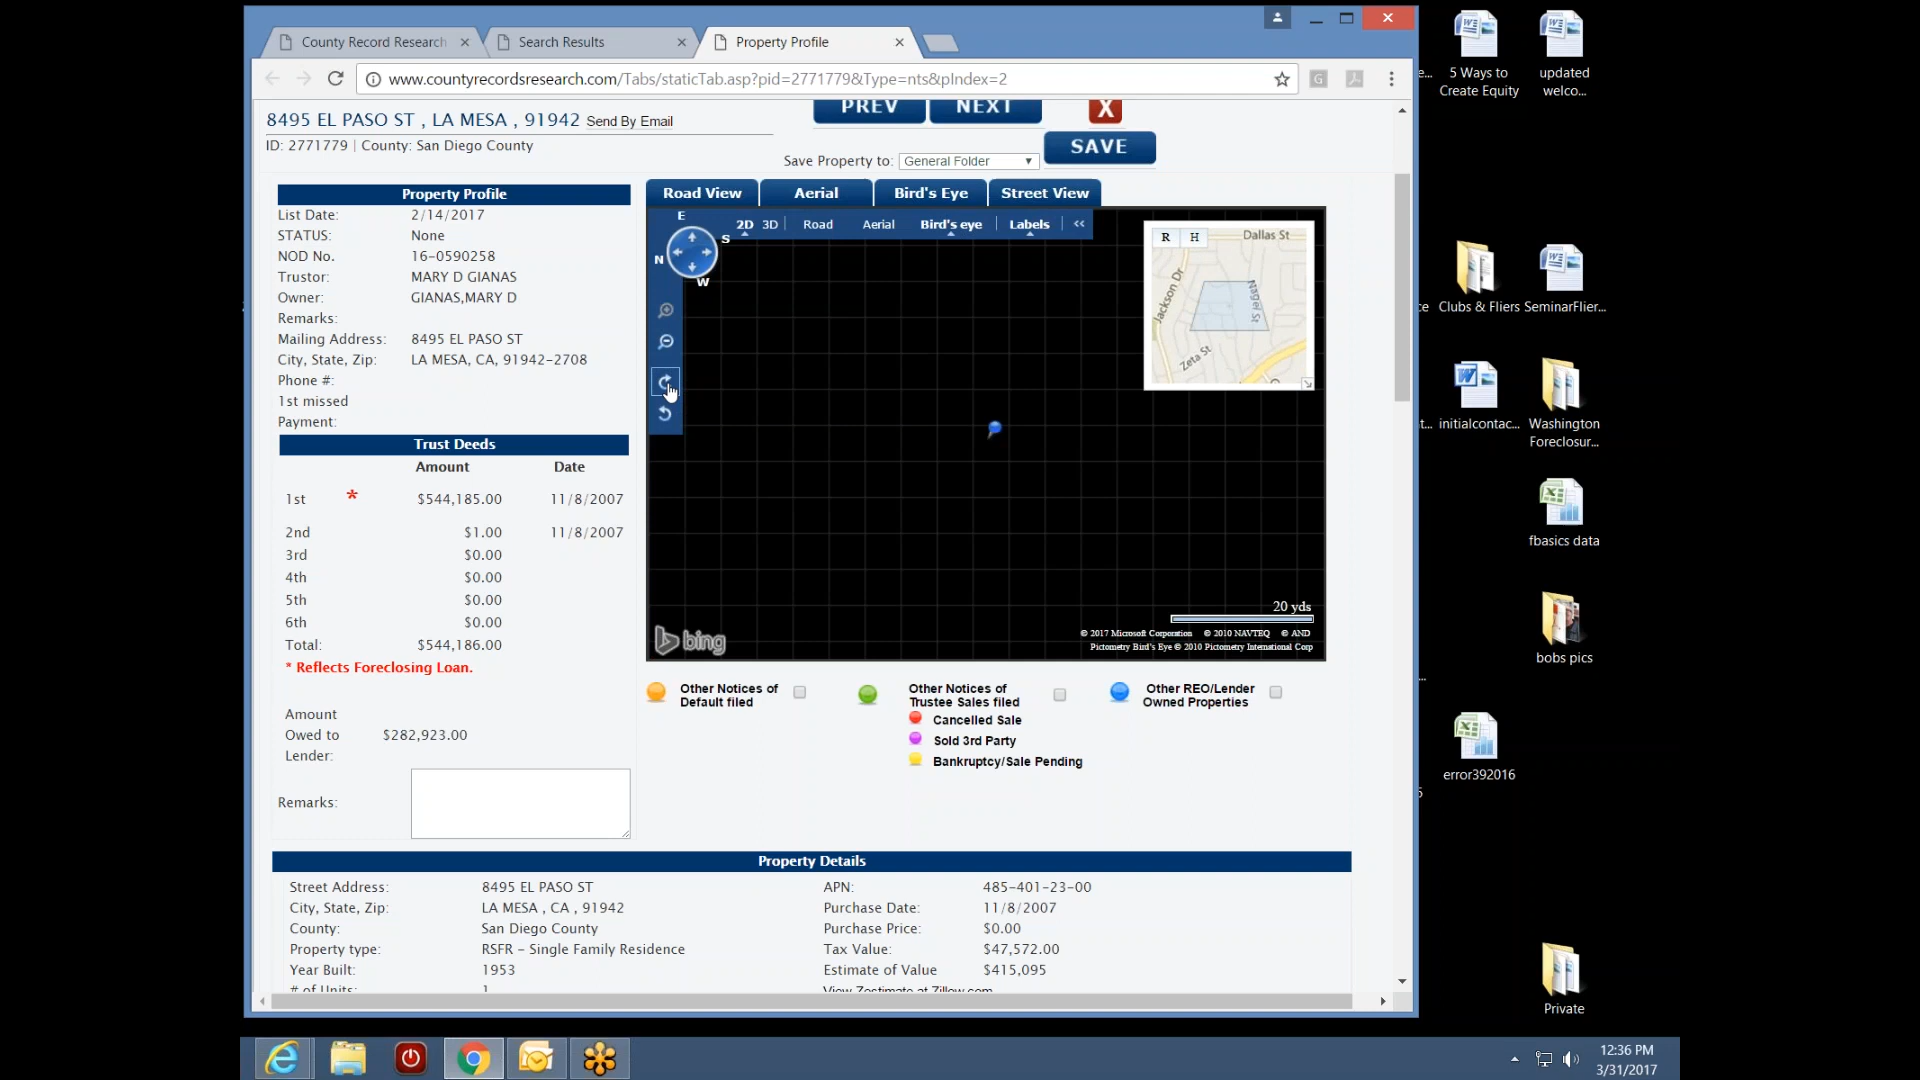 County Record Research
Search Results
Property Profile
www.countyrecordsresearch.com/Tabs/staticTab.asp?pid=2771779&Type=nts&pIndex=2
PREV
NEXT
X
8495 EL PASO ST , LA MESA , 91942 Send By Email
ID: 2771779 | County: San Diego County
Save Property to: General Folder
SAVE
Property Profile
List Date: 2/14/2017
STATUS: None
NOD No. 16-0590258
Trustor: MARY D GIANAS
Owner: GIANAS,MARY D
Remarks:
Mailing Address: 8495 EL PASO ST
City, State, Zip: LA MESA, CA, 91942-2708
Phone #:
1st missed
Payment:
Trust Deeds
Amount Date
1st * $544,185.00 11/8/2007
2nd $1.00 11/8/2007
3rd $0.00
4th $0.00
5th $0.00
6th $0.00
Total: $544,186.00
* Reflects Foreclosing Loan.
Amount
Owed to $282,923.00
Lender:
Remarks:
Road View
Aerial
Bird's Eye
Street View
E
S
N
W
2D 3D Road Aerial Bird's eye Labels «
R H
Dallas St
Jackson Dr
Nagel St
Zeta St
20 yds
bing
© 2017 Microsoft Corporation © 2010 NAVTEQ © AND
Pictometry Bird's Eye © 2010 Pictometry International Corp
Other Notices of
Default filed
Other Notices of
Trustee Sales filed
Cancelled Sale
Sold 3rd Party
Bankruptcy/Sale Pending
Other REO/Lender
Owned Properties
Property Details
Street Address: 8495 EL PASO ST
City, State, Zip: LA MESA , CA , 91942
County: San Diego County
Property type: RSFR - Single Family Residence
Year Built: 1953
# of Units: 1
APN: 485-401-23-00
Purchase Date: 11/8/2007
Purchase Price: $0.00
Tax Value: $47,572.00
Estimate of Value $415,095
View Zestimate at Zillow.com
5 Ways to
Create Equity
updated
welco...
Clubs & Fliers
SeminarFlier...
initialcontac...
Washington
Foreclosur...
fbasics data
bobs pics
error392016
Private
12:36 PM
3/31/2017